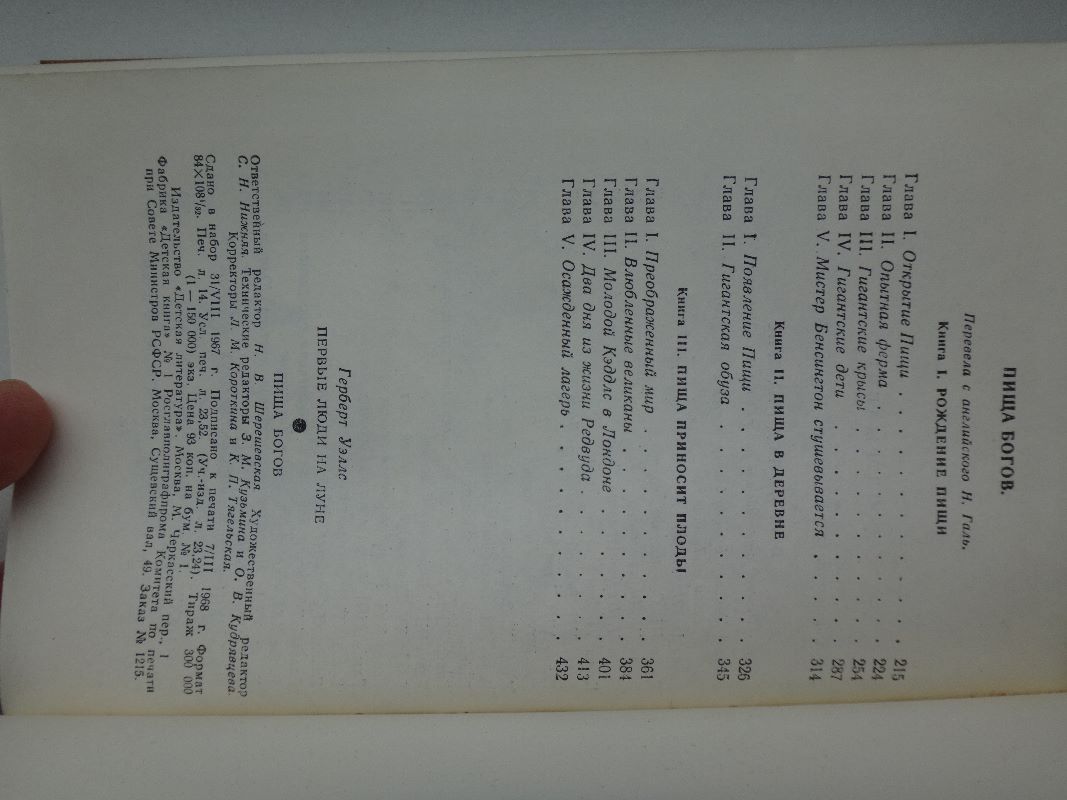 ПИЩА БОГОВ.
Перевела с английского Н. Галь.
Книга I. РОЖДЕНИЕ ПИЩИ
Глава I. Открытие Пищи . . . . . . . . . 215
Глава II. Опытная ферма . . . . . . . . . 224
Глава III. Гигантские крысы . . . . . . . . 254
Глава IV. Гигантские дети . . . . . . . . 287
Глава V. Мистер Бенсингтон стушевывается . . . . . 314
Книга II. ПИЩА В ДЕРЕВНЕ
Глава I. Появление Пищи . . . . . . . . . 326
Глава II. Гигантская обуза . . . . . . . . 345
Книга III. ПИЩА ПРИНОСИТ ПЛОДЫ
Глава I. Преображенный мир . . . . . . . . 361
Глава II. Влюбленные великаны . . . . . . . 384
Глава III. Молодой Кэддлс в Лондоне . . . . . . 401
Глава IV. Два дня из жизни Редвуда . . . . . . 413
Глава V. Осажденный лагерь . . . . . . . . 432
Герберт Уэллс
ПЕРВЫЕ ЛЮДИ НА ЛУНЕ
ПИЩА БОГОВ
Ответственный редактор Н. В. Шерешевская Художественный редактор
С. Н. Нижняя. Технические редакторы З. М. Кузьмина и О. В. Кудрявцева.
Корректоры Л. М. Короткина и К. П. Тягельская.
Сдано в набор 31/VIII 1967 г. Подписано к печати 7/III 1968 г. Формат
84×108¹/₃₂. Печ. л. 14. Усл. печ. л. 23,52. (Уч.-изд. л. 23,24). Тираж 300 000
(1 — 150 000) экз. Цена 93 коп. на бум. № 1.
Издательство «Детская литература». Москва, М. Черкасский пер., 1
Фабрика «Детская книга» № 1 Росглавполиграфпрома Комитета по печати
при Совете Министров РСФСР. Москва, Сущевский вал, 49. Заказ № 1215.